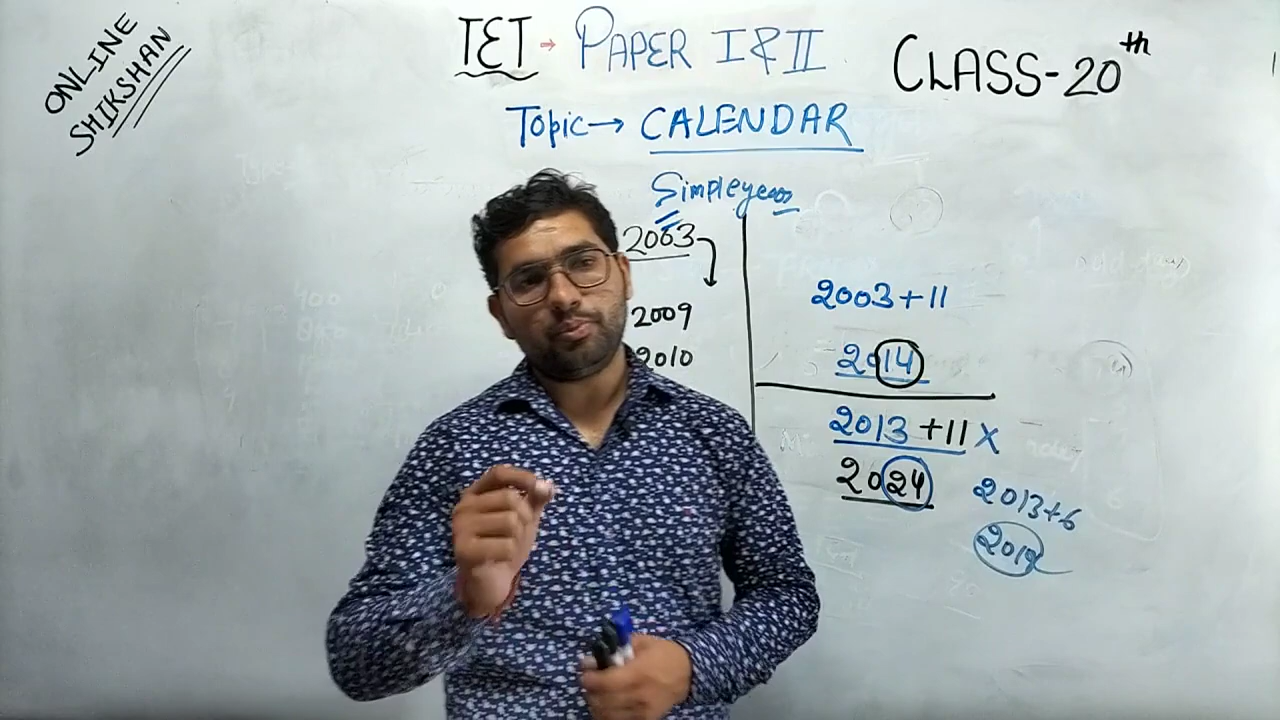 ONLINE
SHIKSHAN
TET → PAPER I & II
CLASS-20th
Topic → CALENDAR
Simple year
2003
2009
2010
2003+11
2014
2013 +11 X
2024
2013+6
2019